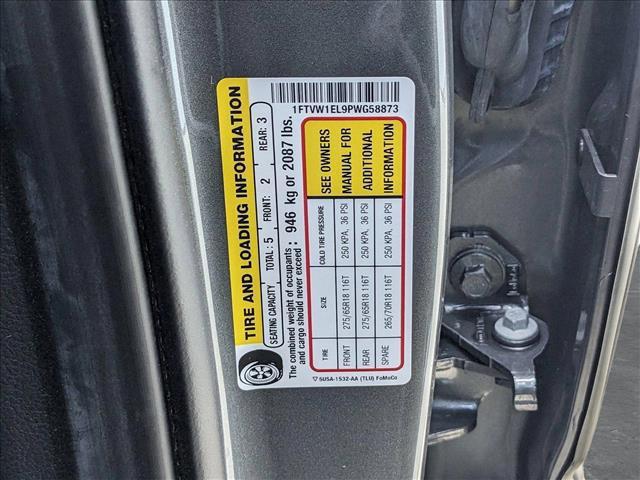 1FTVW1EL9PWG58873
TIRE AND LOADING INFORMATION
SEATING CAPACITY TOTAL : 5 FRONT: 2 REAR: 3
The combined weight of occupants
and cargo should never exceed : 946 kg or 2087 lbs.
TIRE SIZE COLD TIRE PRESSURE SEE OWNERS
FRONT 275/65R18 116T 250 KPA, 36 PSI MANUAL FOR
REAR 275/65R18 116T 250 KPA, 36 PSI ADDITIONAL
SPARE 265/70R18 116T 250 KPA, 36 PSI INFORMATION
5U5A-1532-AA (TLU) FoMoCo